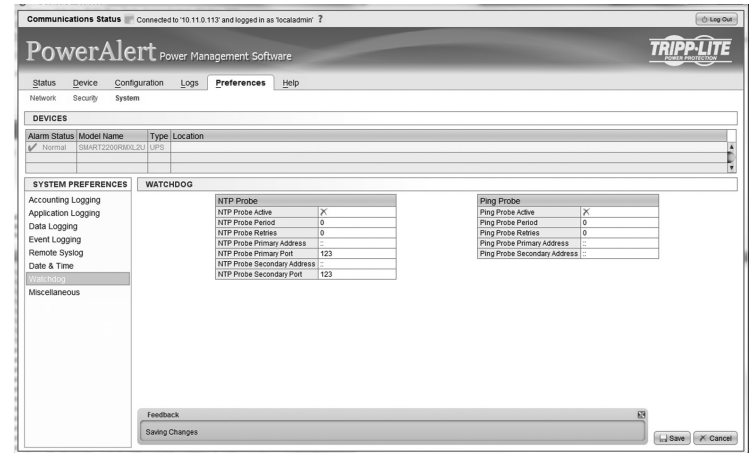 Communications Status Connected to '10.11.0.113' and logged in as 'localadmin' ? Log Out
PowerAlert Power Management Software
TRIPP·LITE
POWER PROTECTION
Status Device Configuration Logs Preferences Help
Network Security System
DEVICES
Alarm Status Model Name Type Location
Normal SMART2200RMXL2U UPS
SYSTEM PREFERENCES WATCHDOG
Accounting Logging
Application Logging
Data Logging
Event Logging
Remote Syslog
Date & Time
Watchdog
Miscellaneous
NTP Probe
NTP Probe Active
NTP Probe Period 0
NTP Probe Retries 0
NTP Probe Primary Address ::
NTP Probe Primary Port 123
NTP Probe Secondary Address ::
NTP Probe Secondary Port 123
Ping Probe
Ping Probe Active
Ping Probe Period 0
Ping Probe Retries 0
Ping Probe Primary Address ::
Ping Probe Secondary Address ::
Feedback
Saving Changes
Save Cancel